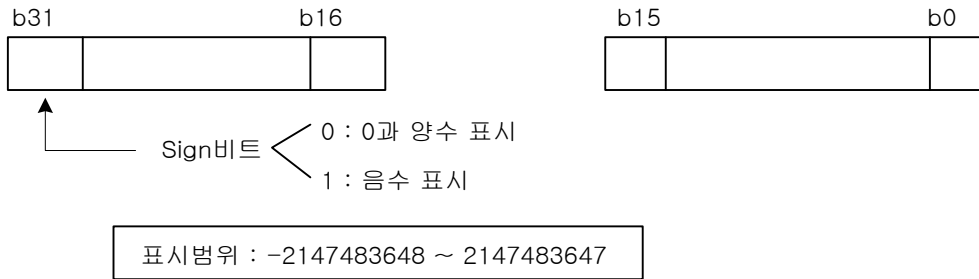 b31 b16 b15 b0
0 : 0과 양수 표시
Sign비트
1 : 음수 표시
표시범위 : -2147483648 ~ 2147483647